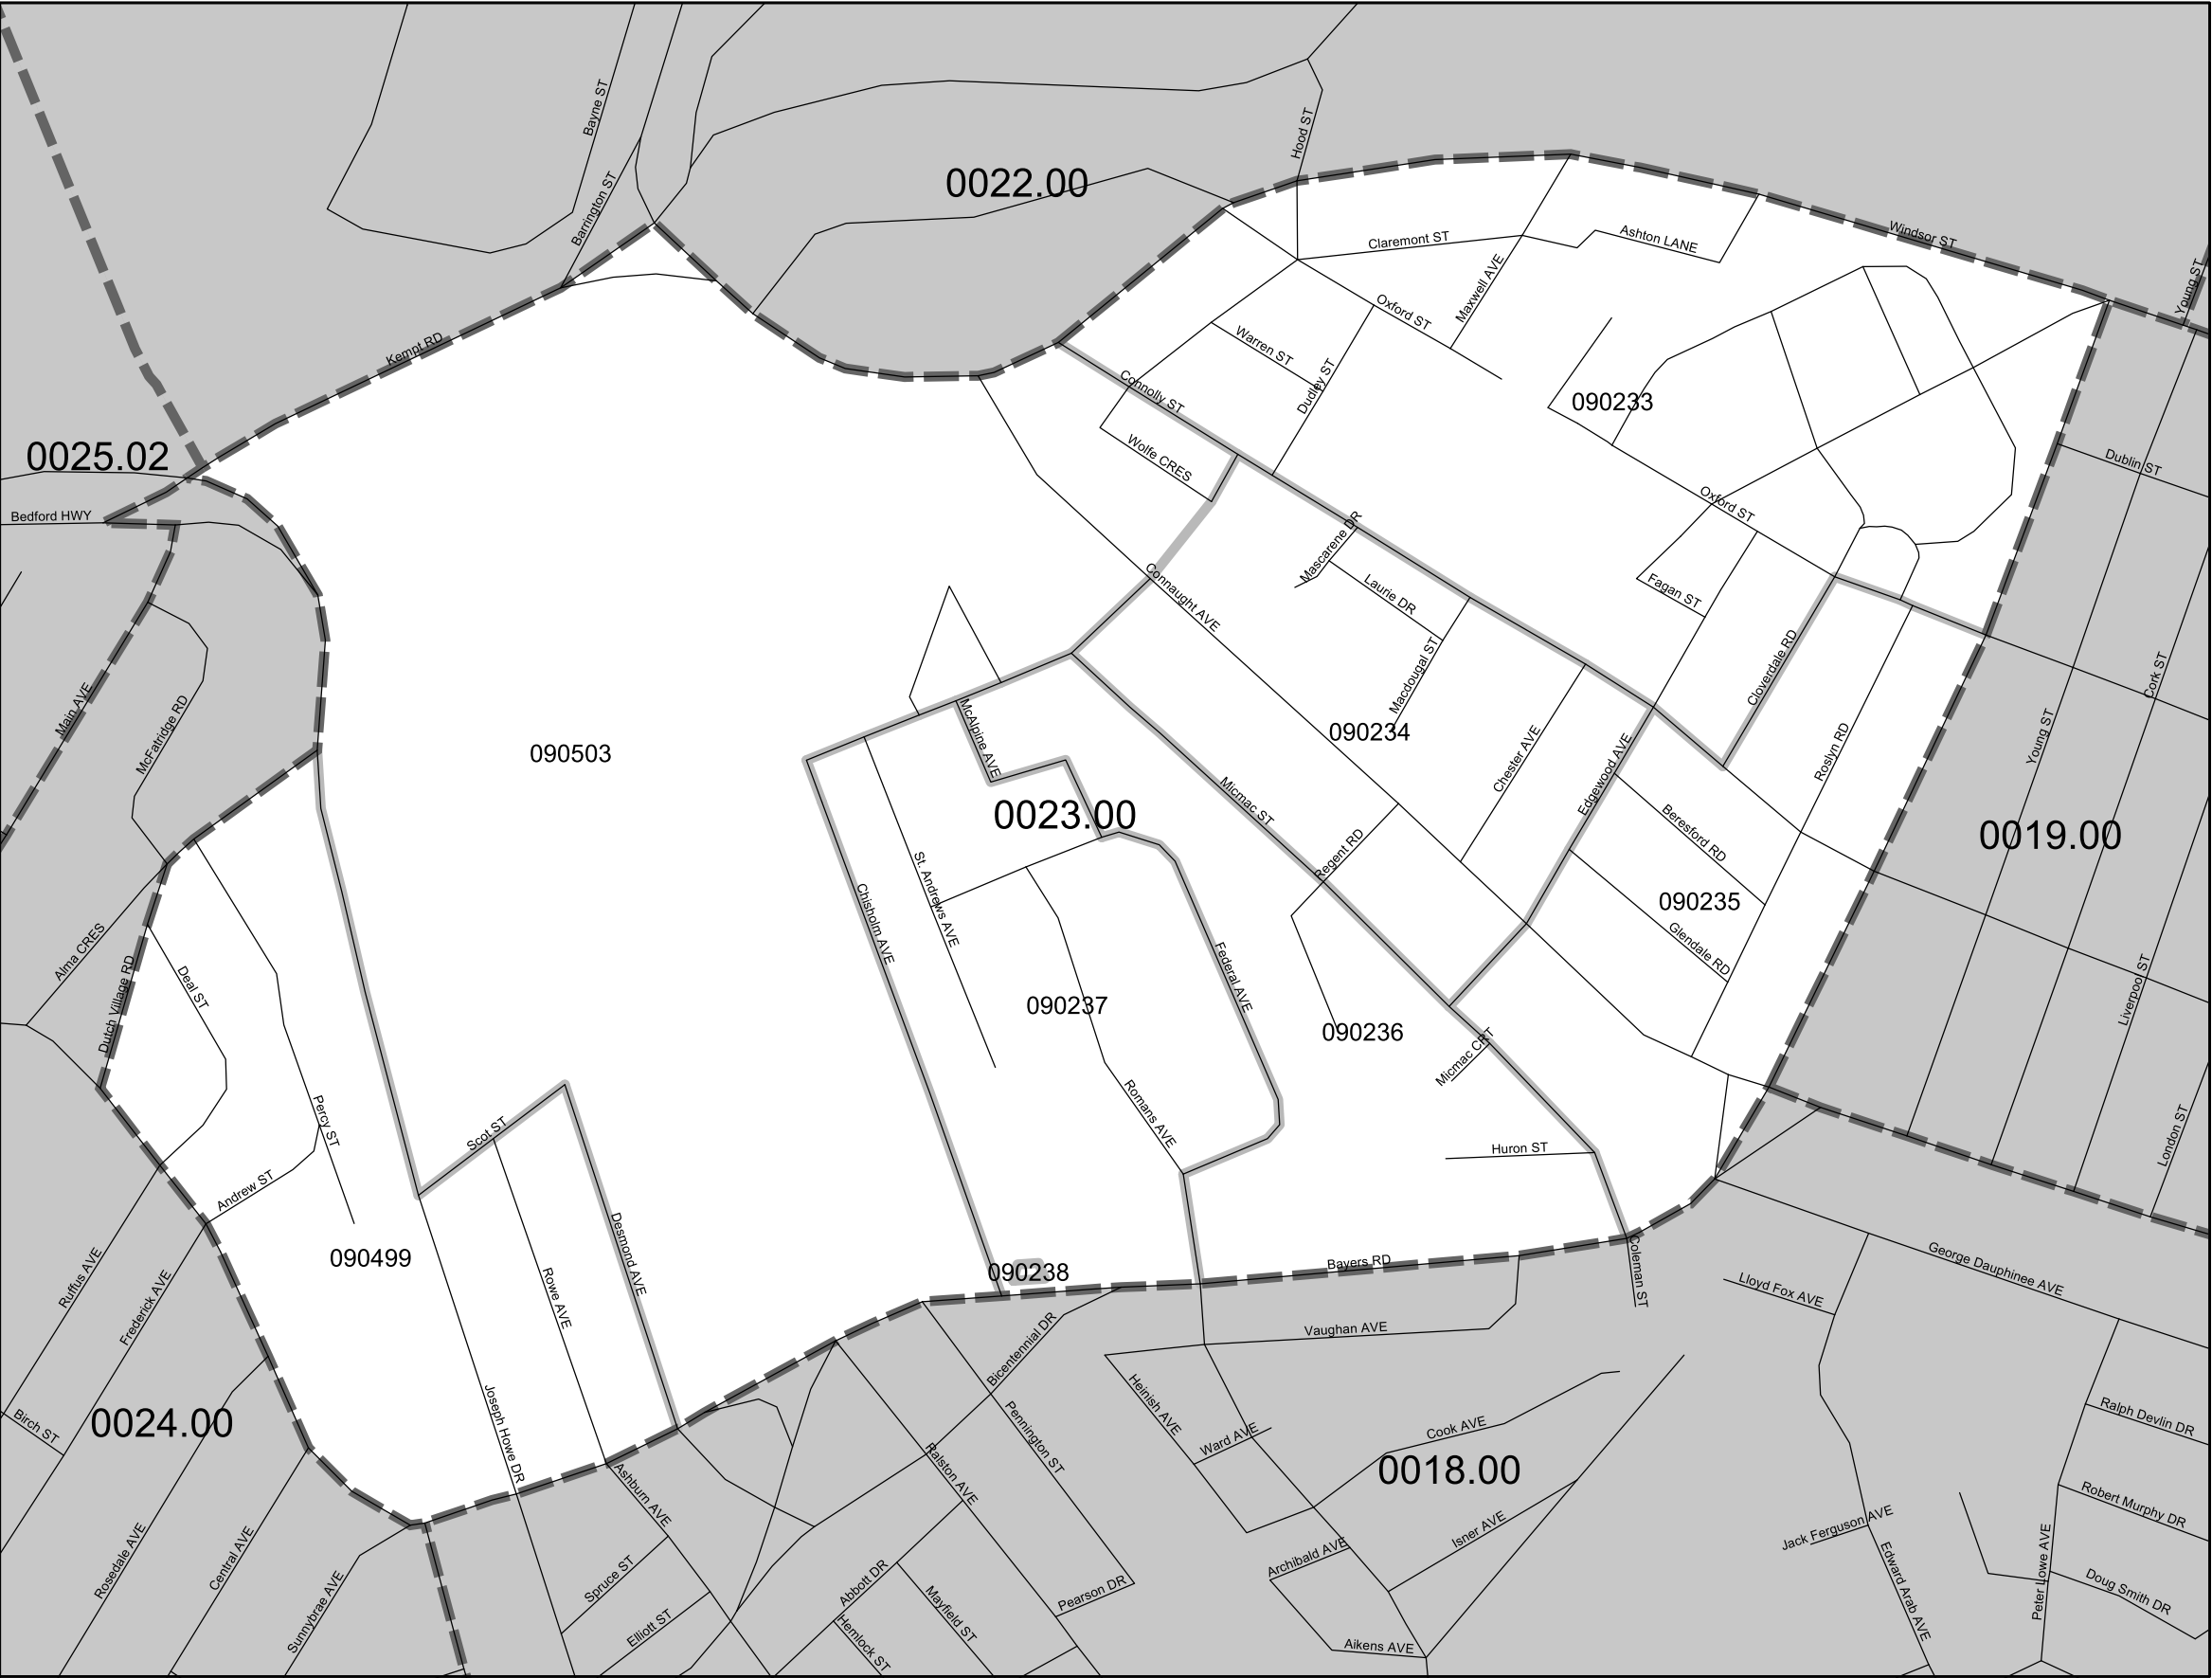 Bayne ST
Barrington ST
Hood ST
0022.00
Claremont ST
Ashton LANE
Windsor ST
Young ST
Maxwell AVE
Oxford ST
Kempt RD
Warren ST
Dudley ST
Connolly ST
090233
0025.02
Wolfe CRES
Dublin ST
Bedford HWY
Oxford ST
Mascarene DR
Laurie DR
Fagan ST
Connaught AVE
Macdougal ST
Cloverdale RD
Cork ST
Main AVE
McFatridge RD
McAlpine AVE
090503
090234
Chester AVE
Roslyn RD
Young ST
Edgewood AVE
0023.00
Micmac ST
Beresford RD
0019.00
Regent RD
St. Andrews AVE
Chisholm AVE
090235
Glendale RD
Alma CRES
Dutch Village RD
Deal ST
Federal AVE
Liverpool ST
090237
090236
Micmac CRT
Percy ST
Romans AVE
Scot ST
Huron ST
London ST
Andrew ST
Desmond AVE
090499
090238
Bayers RD
Coleman ST
George Dauphinee AVE
Ruffus AVE
Frederick AVE
Rowe AVE
Lloyd Fox AVE
Bicentennial DR
Vaughan AVE
Joseph Howe DR
Heinish AVE
Pennington ST
Birch ST
0024.00
Ward AVE
Cook AVE
Ralph Devlin DR
0018.00
Ralston AVE
Ashburn AVE
Robert Murphy DR
Isner AVE
Jack Ferguson AVE
Rosedale AVE
Central AVE
Archibald AVE
Edward Arab AVE
Peter Lowe AVE
Doug Smith DR
Spruce ST
Abbott DR
Pearson DR
Sunnybrae AVE
Elliott ST
Mayfield ST
Hemlock ST
Aikens AVE